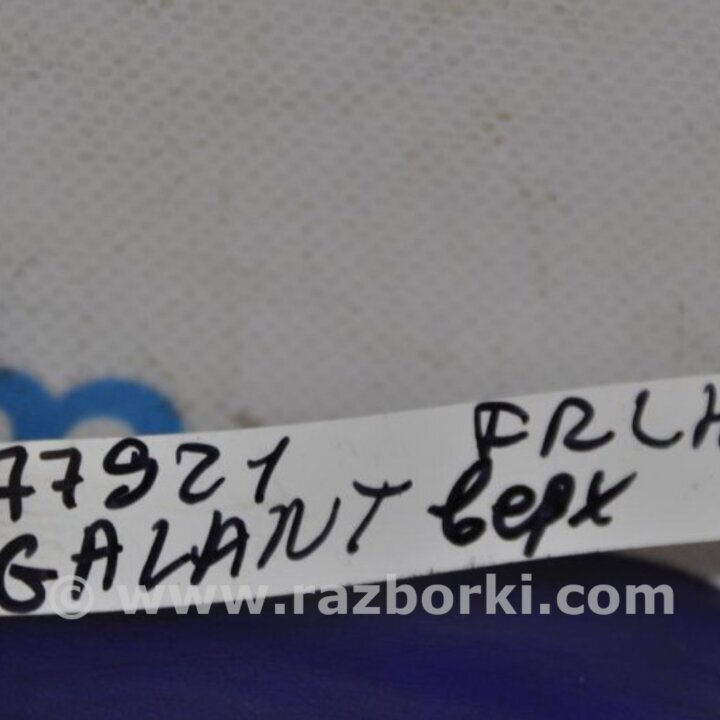 77921 FRLH
GALANT верх
© www.razborki.com